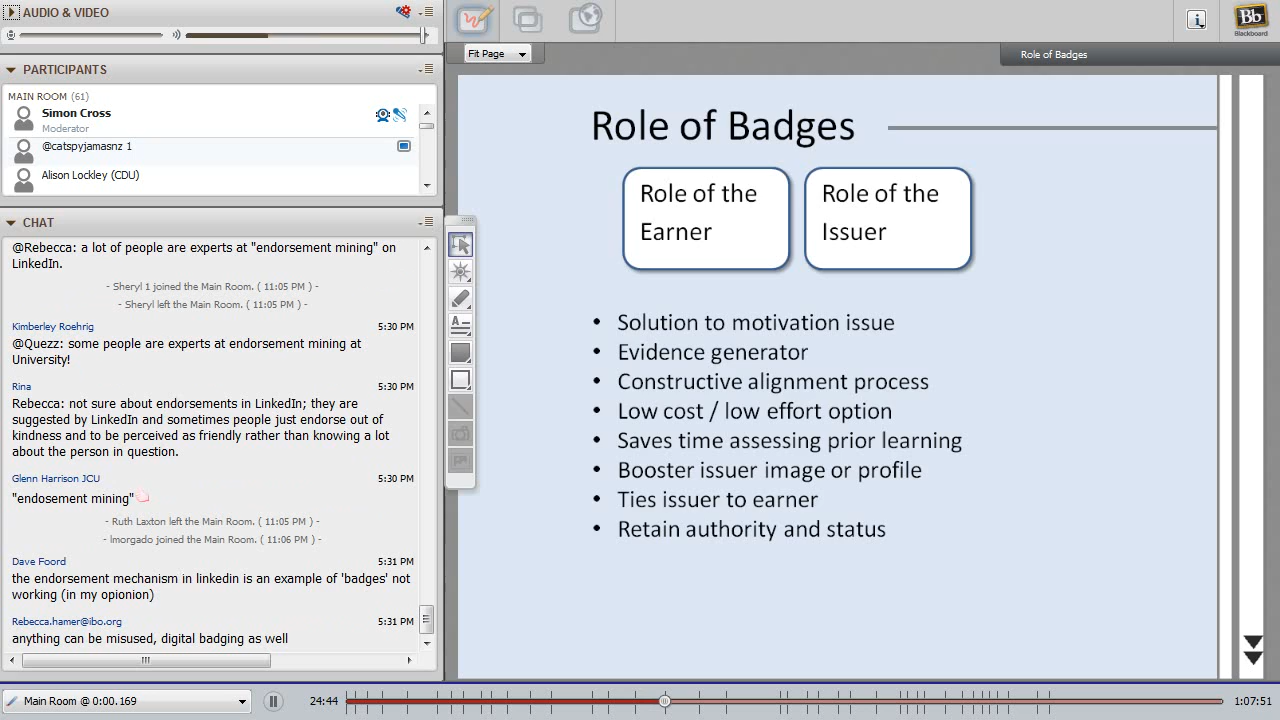 AUDIO & VIDEO
PARTICIPANTS
MAIN ROOM (61)
Simon Cross
Moderator
@catspyjamasnz 1
Alison Lockley (CDU)
CHAT
@Rebecca: a lot of people are experts at "endorsement mining" on
LinkedIn.
- Sheryl 1 joined the Main Room. ( 11:05 PM ) -
- Sheryl left the Main Room. ( 11:05 PM ) -
Kimberley Roehrig 5:30 PM
@Quezz: some people are experts at endorsement mining at
University!
Rina 5:30 PM
Rebecca: not sure about endorsements in LinkedIn; they are
suggested by LinkedIn and sometimes people just endorse out of
kindness and to be perceived as friendly rather than knowing a lot
about the person in question.
Glenn Harrison JCU 5:30 PM
"endosement mining"
- Ruth Laxton left the Main Room. ( 11:05 PM ) -
- lmorgado joined the Main Room. ( 11:06 PM ) -
Dave Foord 5:31 PM
the endorsement mechanism in linkedin is an example of 'badges' not
working (in my opionion)
Rebecca.hamer@ibo.org 5:31 PM
anything can be misused, digital badging as well
Main Room @ 0:00.169
24:44
1:07:51
Bb
Blackboard
Fit Page
Role of Badges
Role of Badges
Role of the
Earner
Role of the
Issuer
• Solution to motivation issue
• Evidence generator
• Constructive alignment process
• Low cost / low effort option
• Saves time assessing prior learning
• Booster issuer image or profile
• Ties issuer to earner
• Retain authority and status